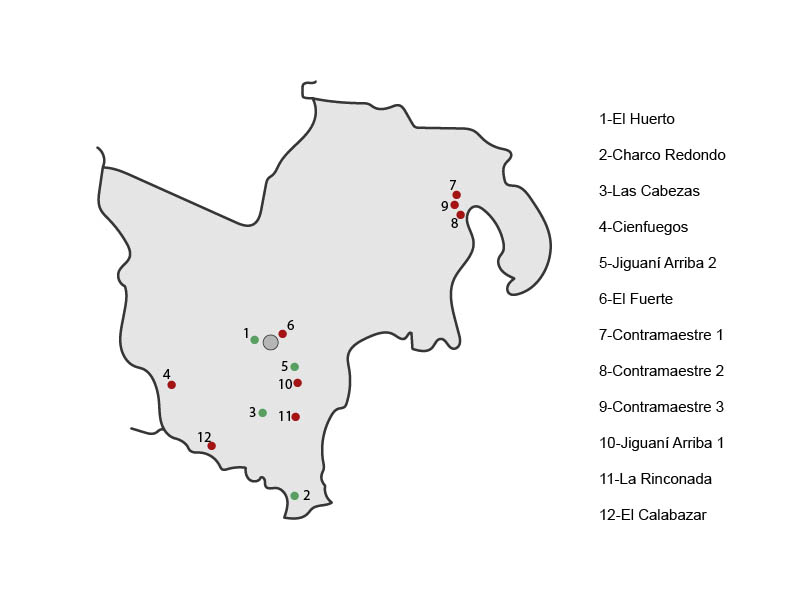 7
9
8
1
6
5
4
10
3
11
12
2
1-El Huerto
2-Charco Redondo
3-Las Cabezas
4-Cienfuegos
5-Jiguaní Arriba 2
6-El Fuerte
7-Contramaestre 1
8-Contramaestre 2
9-Contramaestre 3
10-Jiguaní Arriba 1
11-La Rinconada
12-El Calabazar